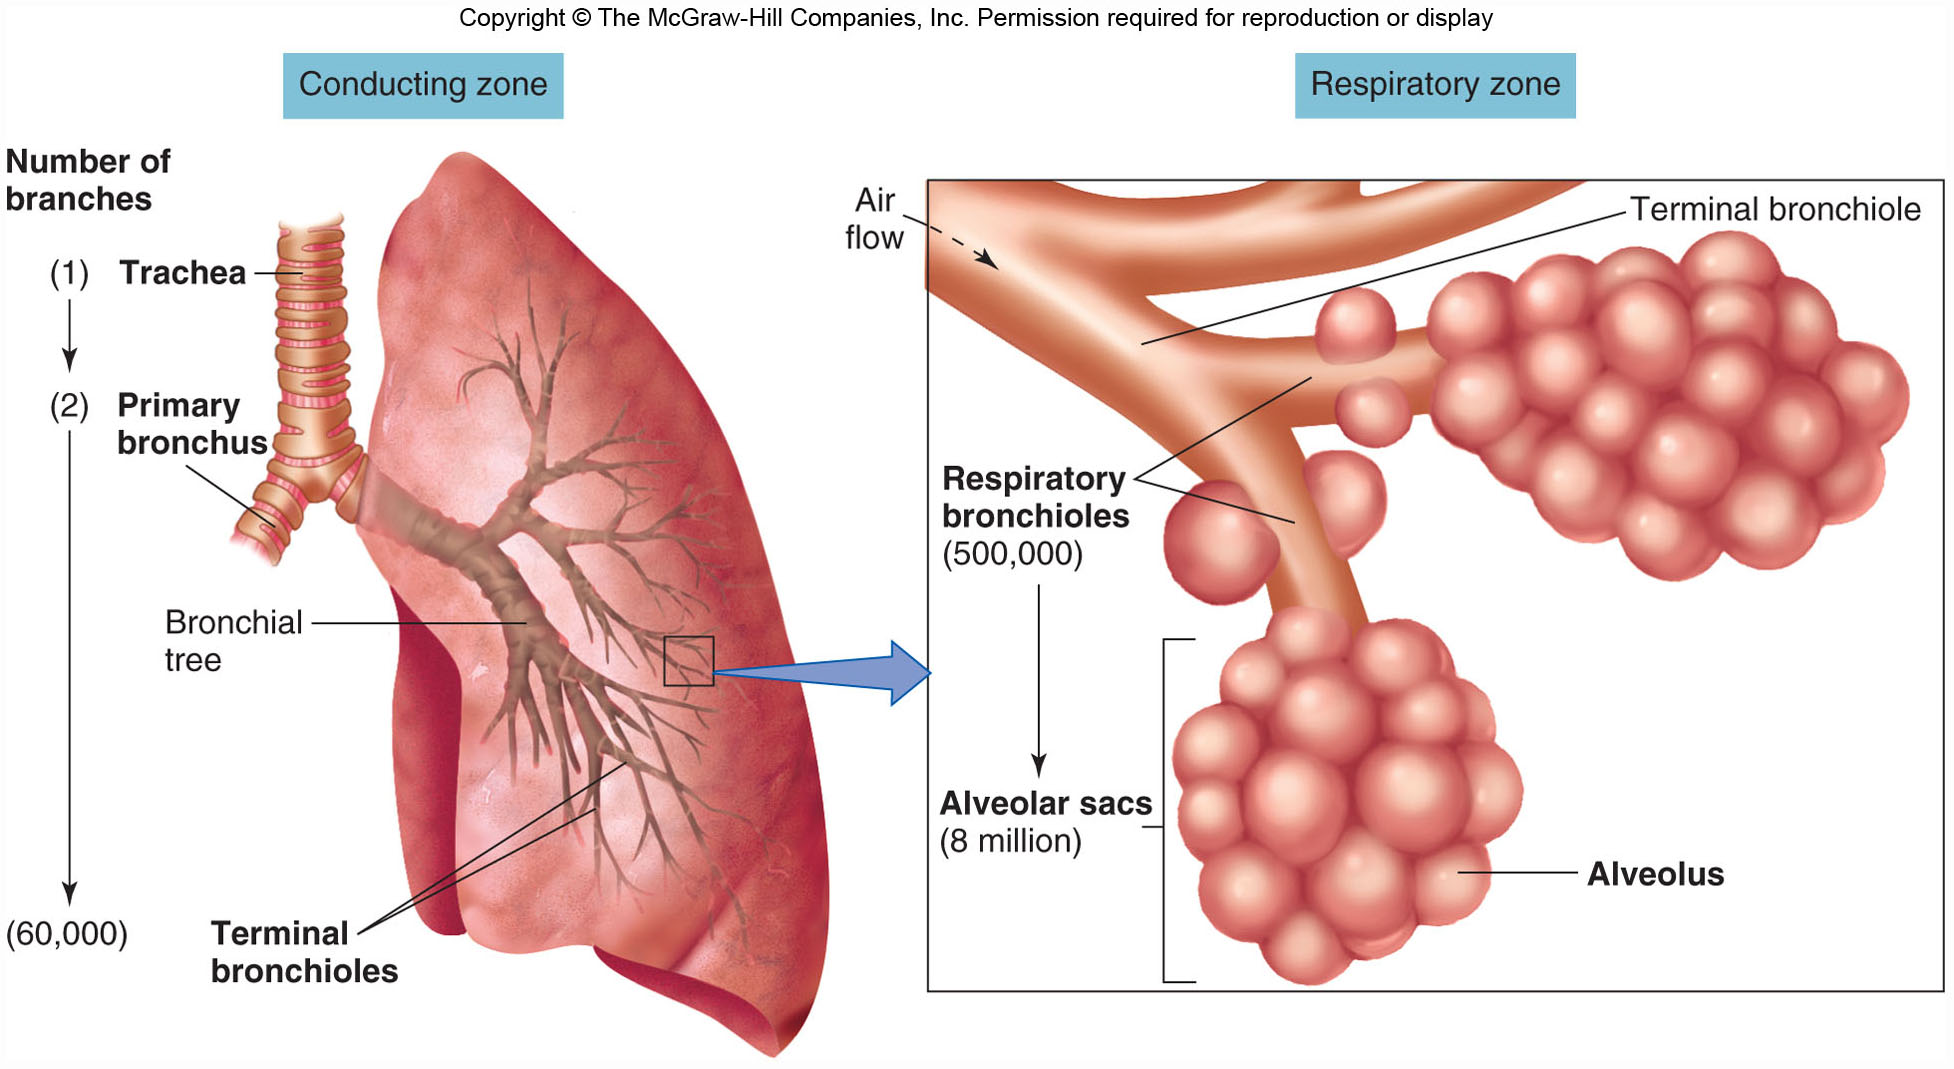 Copyright © The McGraw-Hill Companies, Inc. Permission required for reproduction or display
Conducting zone
Number of
branches
(1) Trachea
(2) Primary
bronchus
Bronchial
tree
(60,000)
Terminal
bronchioles
Respiratory zone
Air
flow
Terminal bronchiole
Respiratory
bronchioles
(500,000)
Alveolar sacs
(8 million)
Alveolus